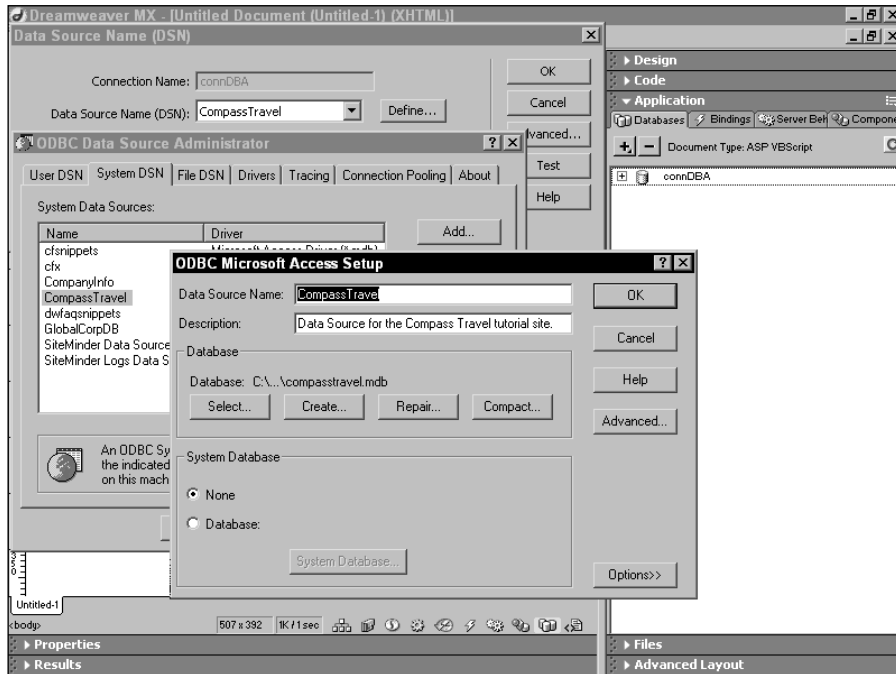 Dreamweaver MX - [Untitled Document (Untitled-1) (XHTML)]
Data Source Name (DSN)
Connection Name: connDBA
Data Source Name (DSN): CompassTravel
Define...
OK
Cancel
Advanced...
Test
Help
ODBC Data Source Administrator
User DSN System DSN File DSN Drivers Tracing Connection Pooling About
System Data Sources:
Name Driver
Add...
cfsnippets Microsoft Access Driver (*.mdb)
cfx
CompanyInfo
CompassTravel
dwfaqsnippets
GlobalCorpDB
SiteMinder Data Source
SiteMinder Logs Data S
An ODBC Sy
the indicated
on this mach
ODBC Microsoft Access Setup
Data Source Name: CompassTravel
Description: Data Source for the Compass Travel tutorial site.
Database
Database: C:\...\compasstravel.mdb
Select... Create... Repair... Compact...
System Database
None
Database:
System Database...
OK
Cancel
Help
Advanced...
Options>>
Design
Code
Application
Databases Bindings Server Beh Compone
Document Type: ASP VBScript
connDBA
Untitled-1
<body> 507 x 392 1K / 1 sec
Properties
Results
Files
Advanced Layout